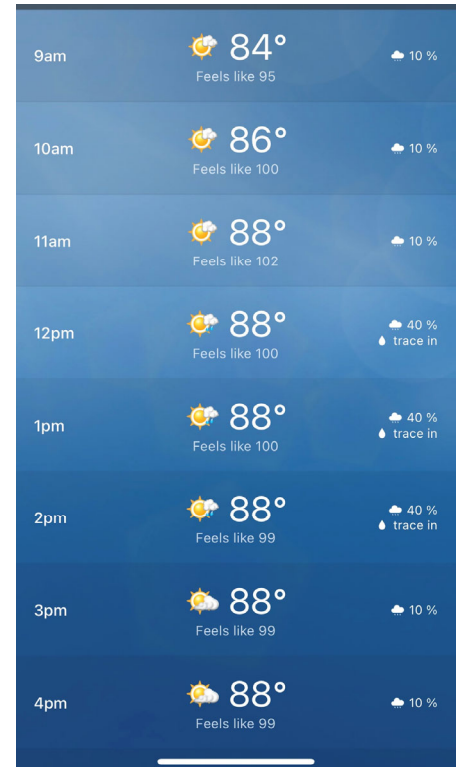 9am 84° 10 %
Feels like 95
10am 86° 10 %
Feels like 100
11am 88° 10 %
Feels like 102
12pm 88° 40 %
Feels like 100 trace in
1pm 88° 40 %
Feels like 100 trace in
2pm 88° 40 %
Feels like 99 trace in
3pm 88° 10 %
Feels like 99
4pm 88° 10 %
Feels like 99